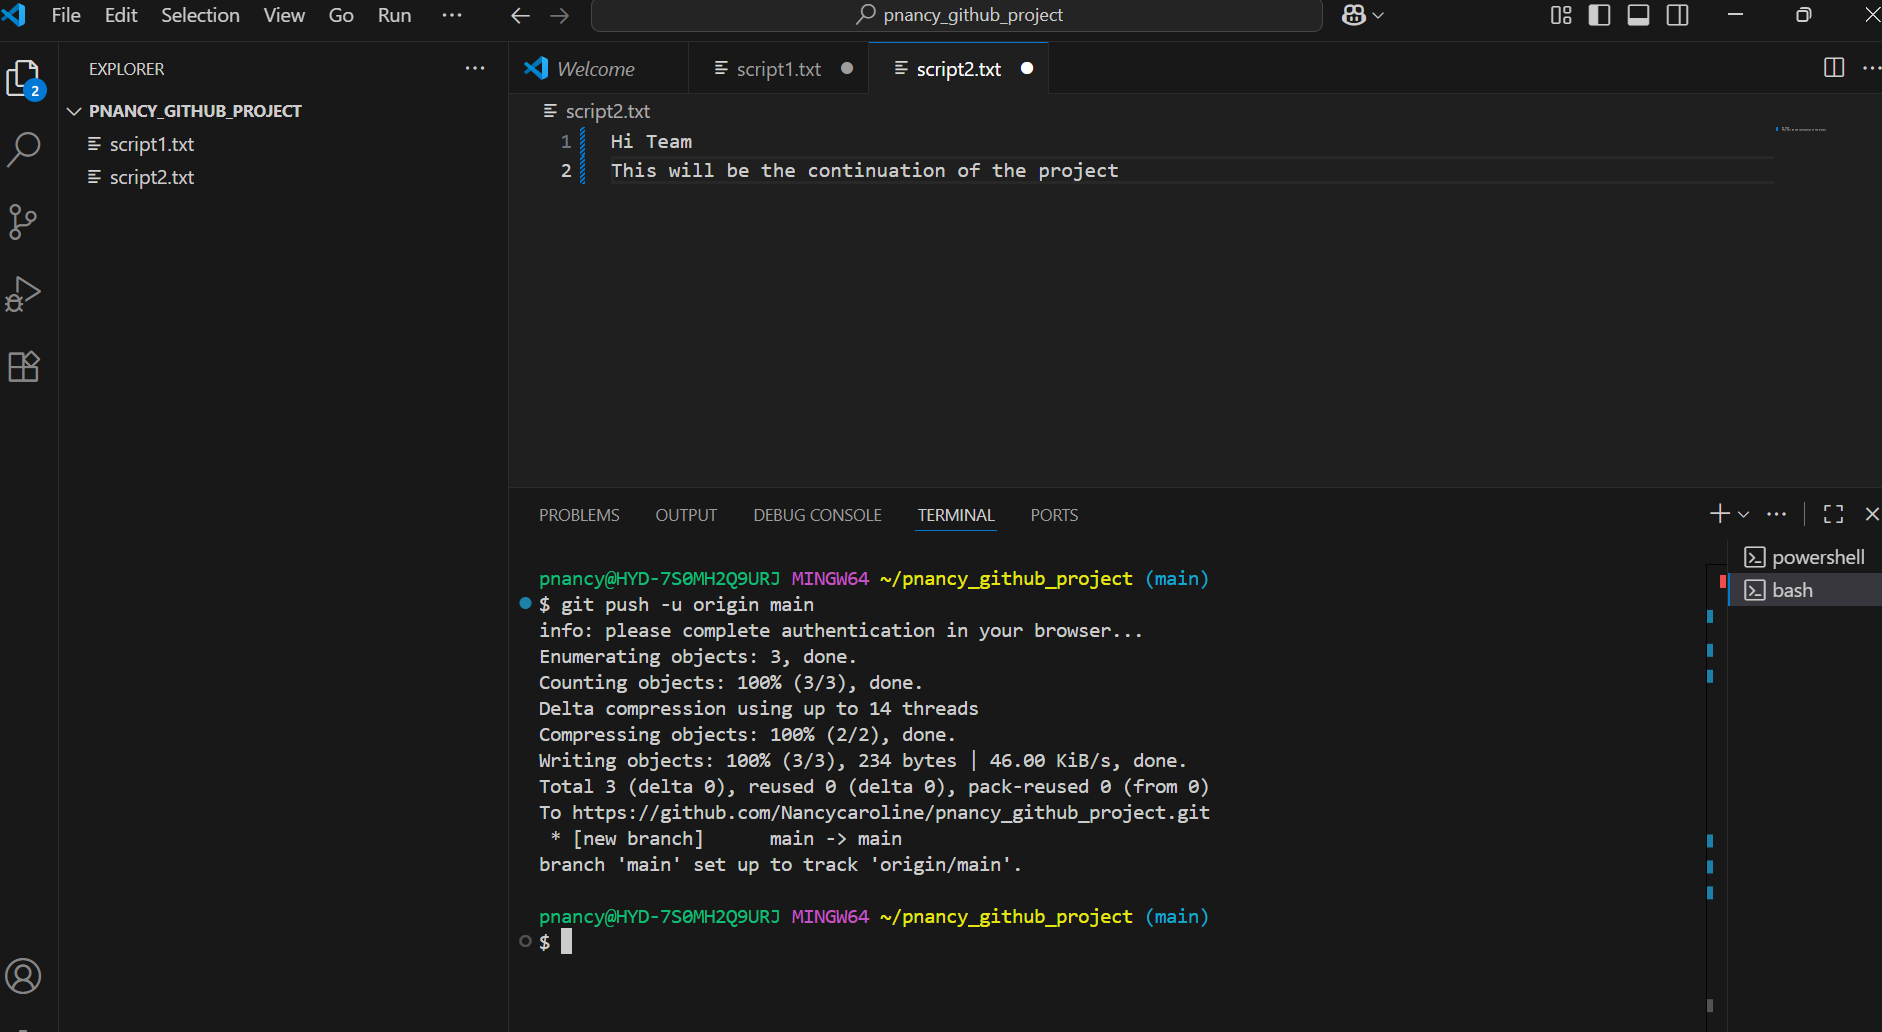 File Edit Selection View Go Run ···
pnancy_github_project
2
EXPLORER
PNANCY_GITHUB_PROJECT
script1.txt
script2.txt
Welcome script1.txt script2.txt
script2.txt
1 Hi Team
2 This will be the continuation of the project
PROBLEMS OUTPUT DEBUG CONSOLE TERMINAL PORTS
powershell
bash
pnancy@HYD-7S0MH2Q9URJ MINGW64 ~/pnancy_github_project (main)
$ git push -u origin main
info: please complete authentication in your browser...
Enumerating objects: 3, done.
Counting objects: 100% (3/3), done.
Delta compression using up to 14 threads
Compressing objects: 100% (2/2), done.
Writing objects: 100% (3/3), 234 bytes | 46.00 KiB/s, done.
Total 3 (delta 0), reused 0 (delta 0), pack-reused 0 (from 0)
To https://github.com/Nancycaroline/pnancy_github_project.git
 * [new branch]      main -> main
branch 'main' set up to track 'origin/main'.
pnancy@HYD-7S0MH2Q9URJ MINGW64 ~/pnancy_github_project (main)
$